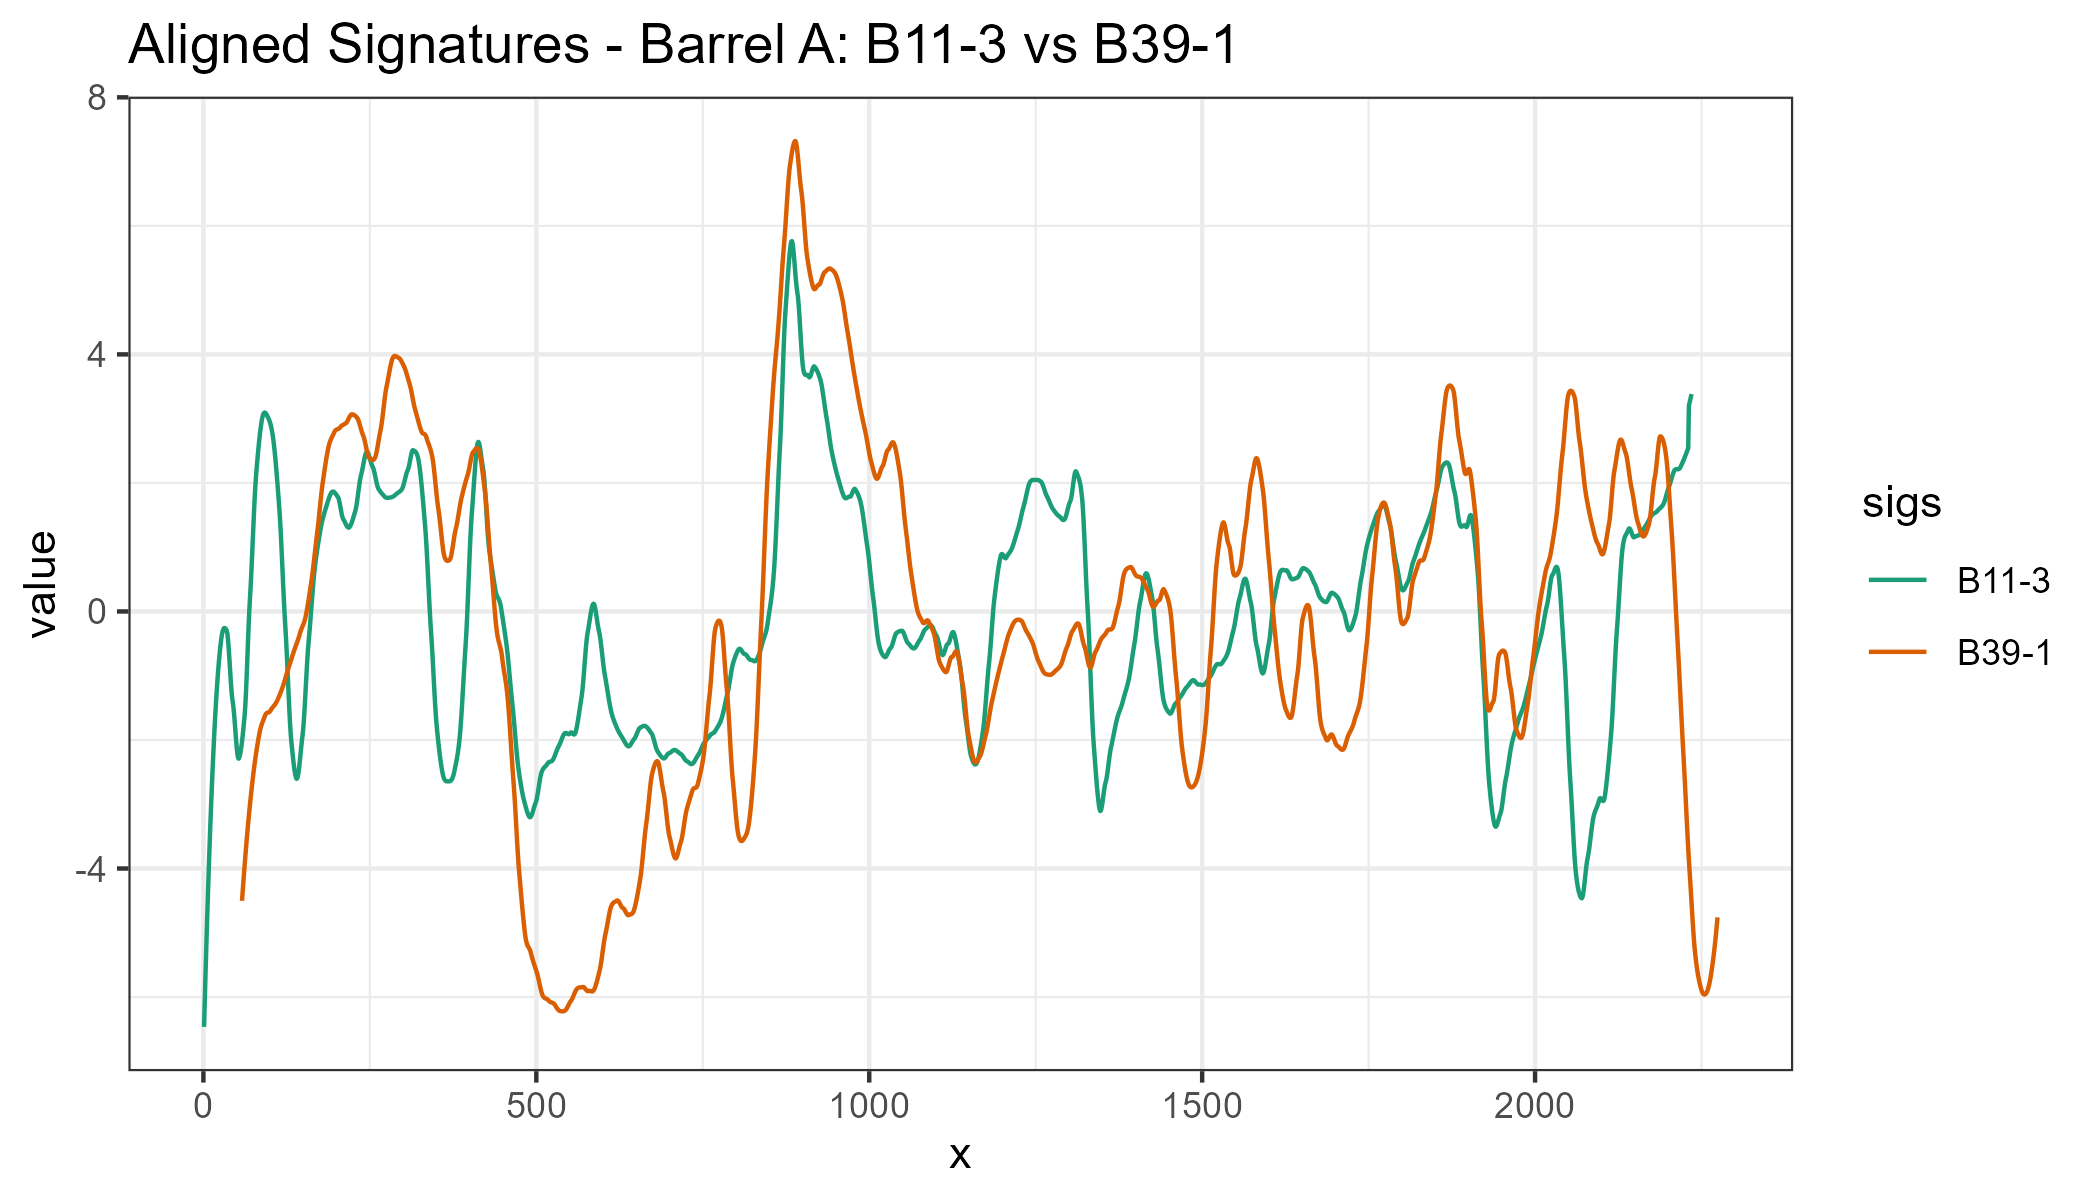 Aligned Signatures - Barrel A: B11-3 vs B39-1
8
4
0
-4
value
0 500 1000 1500 2000
x
sigs
B11-3
B39-1